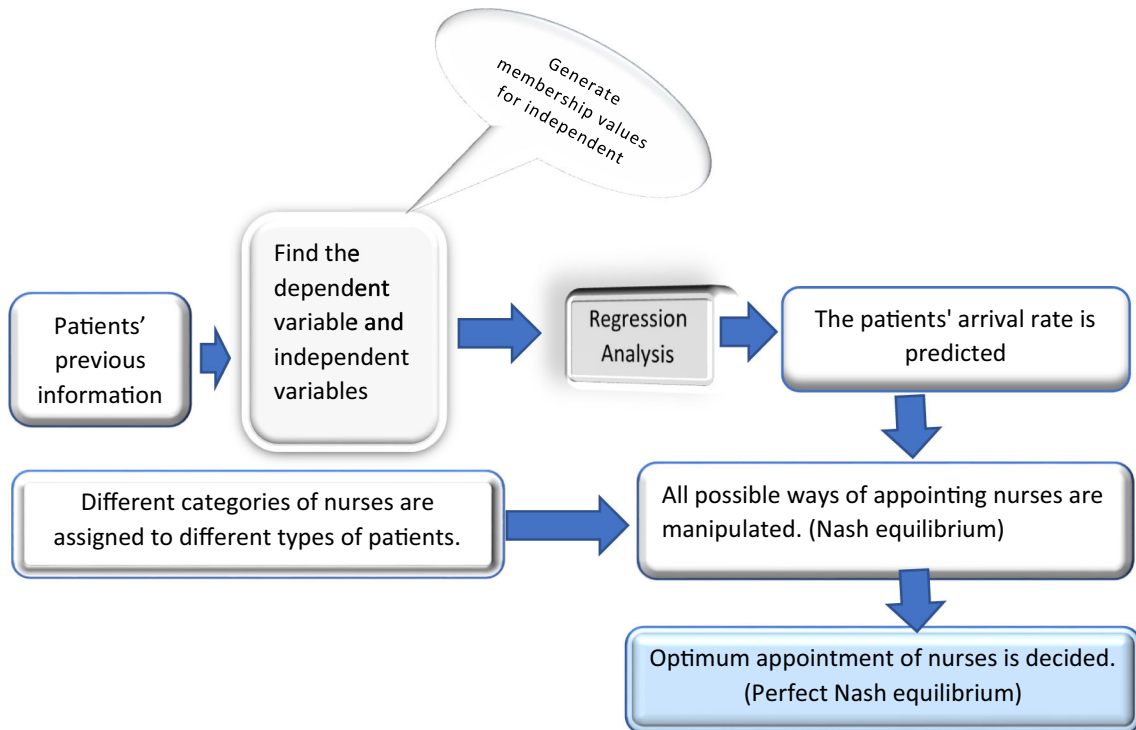 Generate
membership values
for independent
Find the
dependent
variable and
independent
variables
Patients’
previous
information
Regression
Analysis
The patients' arrival rate is
predicted
Different categories of nurses are
assigned to different types of patients.
All possible ways of appointing nurses are
manipulated. (Nash equilibrium)
Optimum appointment of nurses is decided.
(Perfect Nash equilibrium)